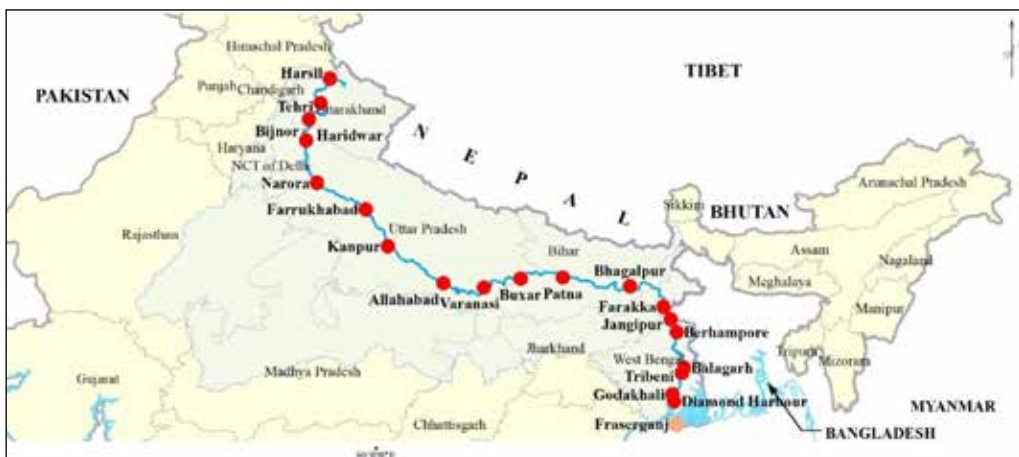 Himachal Pradesh
TIBET
Harsil
PAKISTAN
Punjab
Chandigarh
Tehri
Uttarakhand
Bijnor
Haridwar
Haryana
NEPAL
NCT of Delhi
Narora
Arunachal Pradesh
Sikkim
BHUTAN
Farrukhabad
Rajasthan
Uttar Pradesh
Kanpur
Bihar
Assam
Nagaland
Bhagalpur
Meghalaya
Allahabad
Varanasi
Buxar
Patna
Farakka
Manipur
Jangipur
Berhampore
Jharkhand
Tripura
Mizoram
West Bengal
Balagarh
Madhya Pradesh
Tribeni
Gujarat
Godakhali
Diamond Harbour
MYANMAR
Chhattisgarh
Fraserganj
BANGLADESH